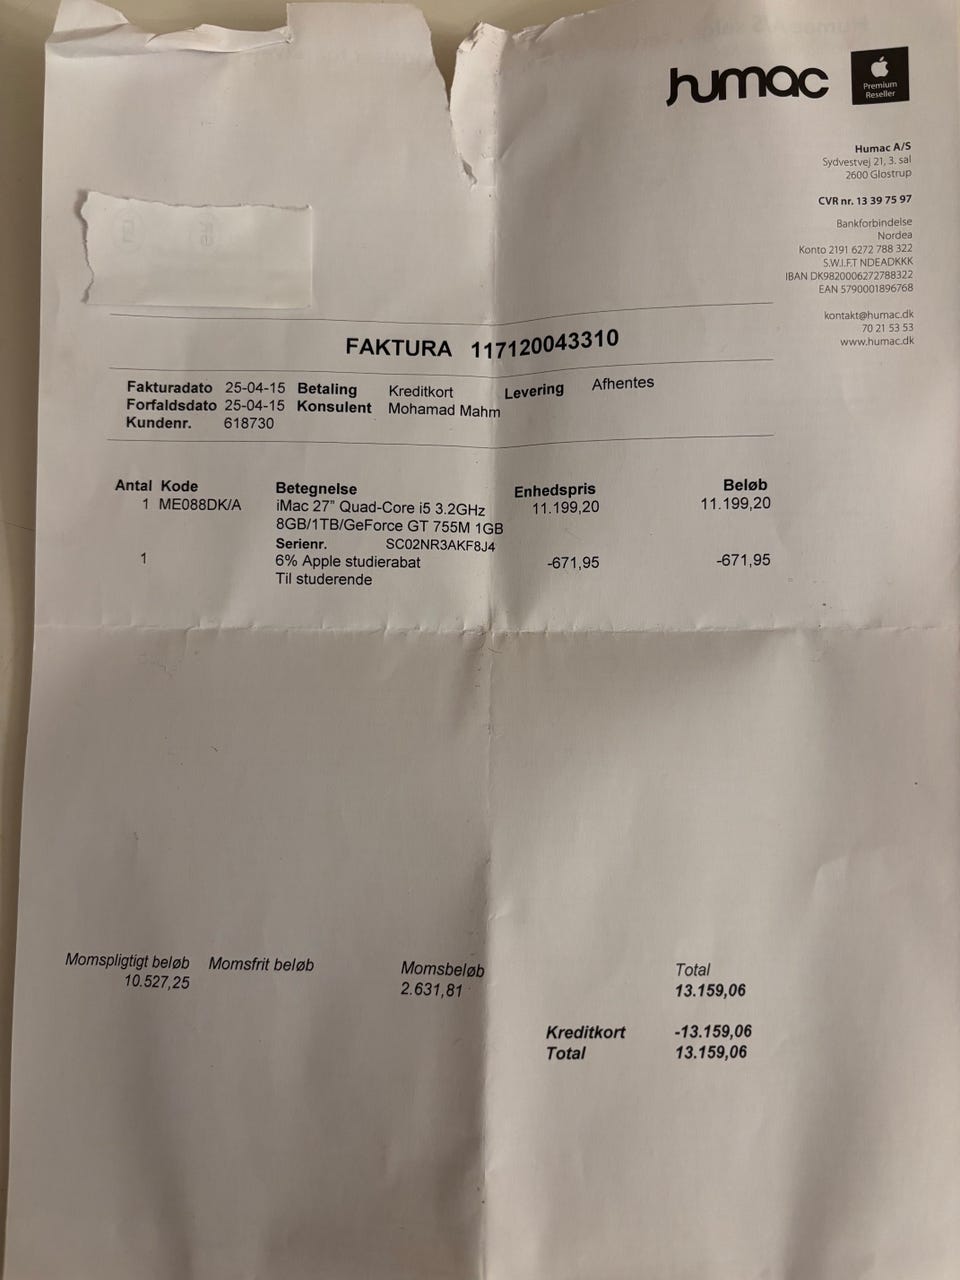 humac
Premium
Reseller
Humac A/S
Sydvestvej 21, 3. sal
2600 Glostrup
CVR nr. 13 39 75 97
Bankforbindelse
Nordea
Konto 2191 6272 788 322
S.W.I.F.T NDEADKKK
IBAN DK9820006272788322
EAN 5790001896768
kontakt@humac.dk
70 21 53 53
www.humac.dk
FAKTURA 117120043310
Fakturadato 25-04-15 Betaling Kreditkort Levering Afhentes
Forfaldsdato 25-04-15 Konsulent Mohamad Mahm
Kundenr. 618730
Antal Kode Betegnelse Enhedspris Beløb
1 ME088DK/A iMac 27" Quad-Core i5 3.2GHz 11.199,20 11.199,20
8GB/1TB/GeForce GT 755M 1GB
Serienr. SC02NR3AKF8J4
1 6% Apple studierabat -671,95 -671,95
Til studerende
Momspligtigt beløb Momsfrit beløb Momsbeløb Total
10.527,25 2.631,81 13.159,06
Kreditkort -13.159,06
Total 13.159,06